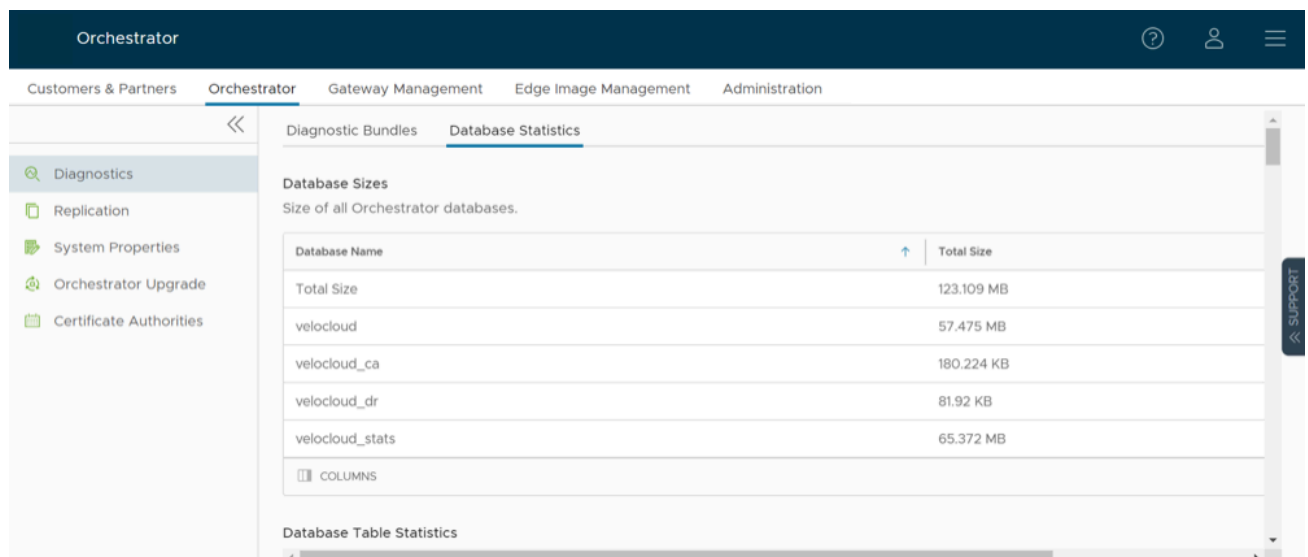 Orchestrator
Customers & Partners Orchestrator Gateway Management Edge Image Management Administration
Diagnostics
Replication
System Properties
Orchestrator Upgrade
Certificate Authorities
Diagnostic Bundles Database Statistics
Database Sizes
Size of all Orchestrator databases.
Database Name Total Size
Total Size 123.109 MB
velocloud 57.475 MB
velocloud_ca 180.224 KB
velocloud_dr 81.92 KB
velocloud_stats 65.372 MB
COLUMNS
Database Table Statistics
SUPPORT